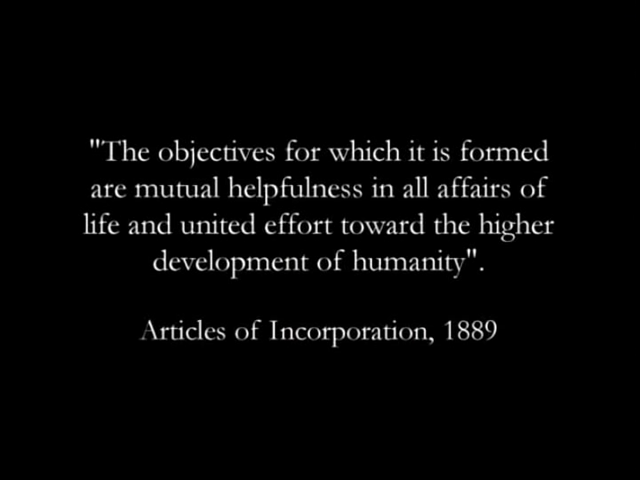 "The objectives for which it is formed
are mutual helpfulness in all affairs of
life and united effort toward the higher
development of humanity".
Articles of Incorporation, 1889